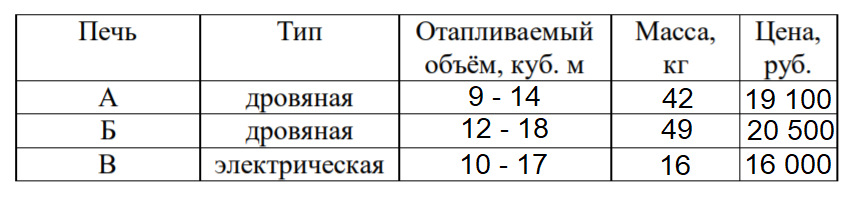 Печь Тип Отапливаемый Масса, Цена,
объём, куб. м кг руб.
А дровяная 9 - 14 42 19 100
Б дровяная 12 - 18 49 20 500
В электрическая 10 - 17 16 16 000